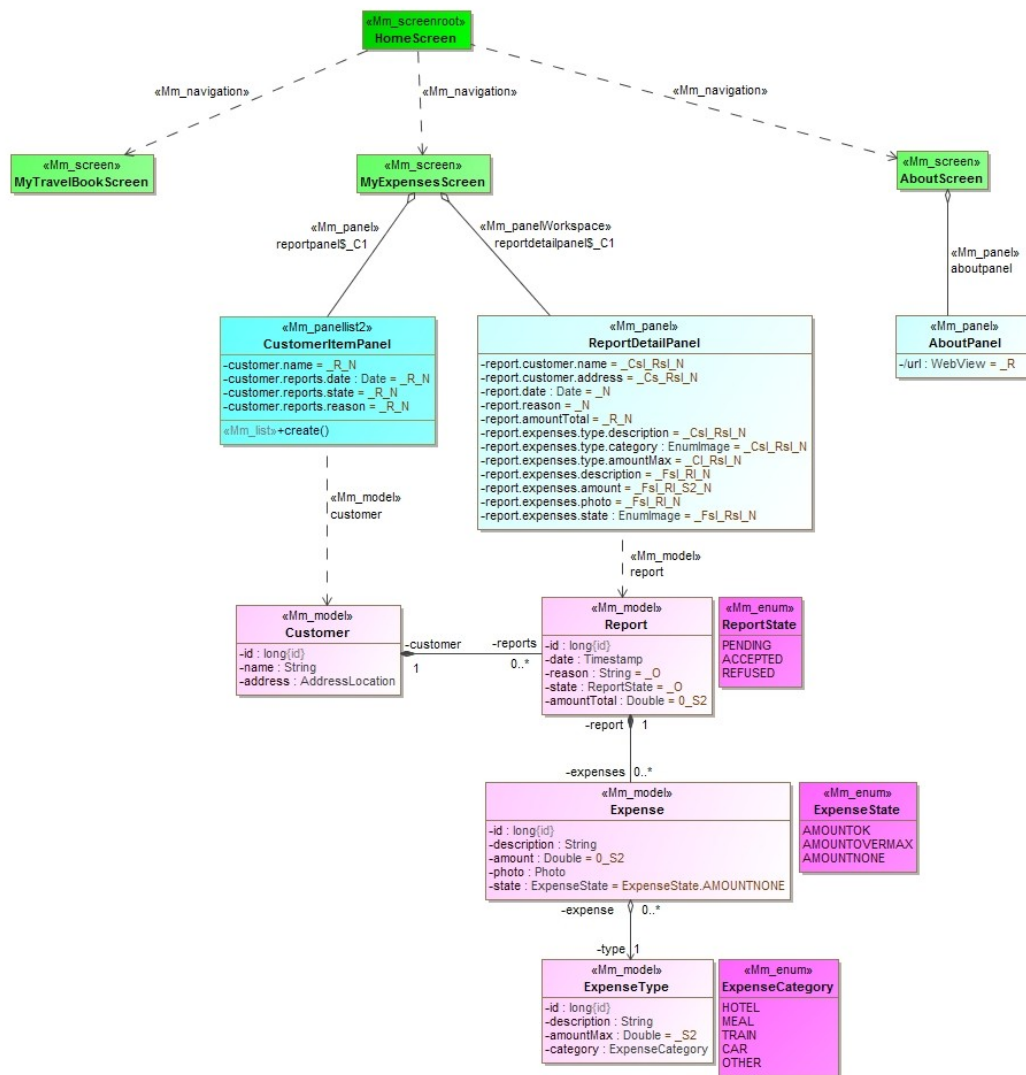 «Mm_screenroot»
HomeScreen
«Mm_navigation»
«Mm_navigation»
«Mm_navigation»
«Mm_screen»
MyTravelBookScreen
«Mm_screen»
MyExpensesScreen
«Mm_screen»
AboutScreen
«Mm_panel»
reportpanel$_C1
«Mm_panelWorkspace»
reportdetailpanel$_C1
«Mm_panel»
aboutpanel
«Mm_panellist2»
CustomerItemPanel
-customer.name = _R_N
-customer.reports.date : Date = _R_N
-customer.reports.state = _R_N
-customer.reports.reason = _R_N
«Mm_list»+create()
«Mm_panel»
ReportDetailPanel
-report.customer.name = _Csl_Rsl_N
-report.customer.address = _Cs_Rsl_N
-report.date : Date = _N
-report.reason = _N
-report.amountTotal = _R_N
-report.expenses.type.description = _Csl_Rsl_N
-report.expenses.type.category : EnumImage = _Csl_Rsl_N
-report.expenses.type.amountMax = _Cl_Rsl_N
-report.expenses.description = _Fsl_Rl_N
-report.expenses.amount = _Fsl_Rl_S2_N
-report.expenses.photo = _Fsl_Rl_N
-report.expenses.state : EnumImage = _Fsl_Rsl_N
«Mm_panel»
AboutPanel
-/url : WebView = _R
«Mm_model»
customer
«Mm_model»
report
«Mm_model»
Customer
-id : long{id}
-name : String
-address : AddressLocation
-customer
1
-reports
0..*
«Mm_model»
Report
-id : long{id}
-date : Timestamp
-reason : String = _O
-state : ReportState = _O
-amountTotal : Double = 0_S2
«Mm_enum»
ReportState
PENDING
ACCEPTED
REFUSED
-report 1
-expenses 0..*
«Mm_model»
Expense
-id : long{id}
-description : String
-amount : Double = 0_S2
-photo : Photo
-state : ExpenseState = ExpenseState.AMOUNTNONE
«Mm_enum»
ExpenseState
AMOUNTOK
AMOUNTOVERMAX
AMOUNTNONE
-expense 0..*
-type 1
«Mm_model»
ExpenseType
-id : long{id}
-description : String
-amountMax : Double = _S2
-category : ExpenseCategory
«Mm_enum»
ExpenseCategory
HOTEL
MEAL
TRAIN
CAR
OTHER